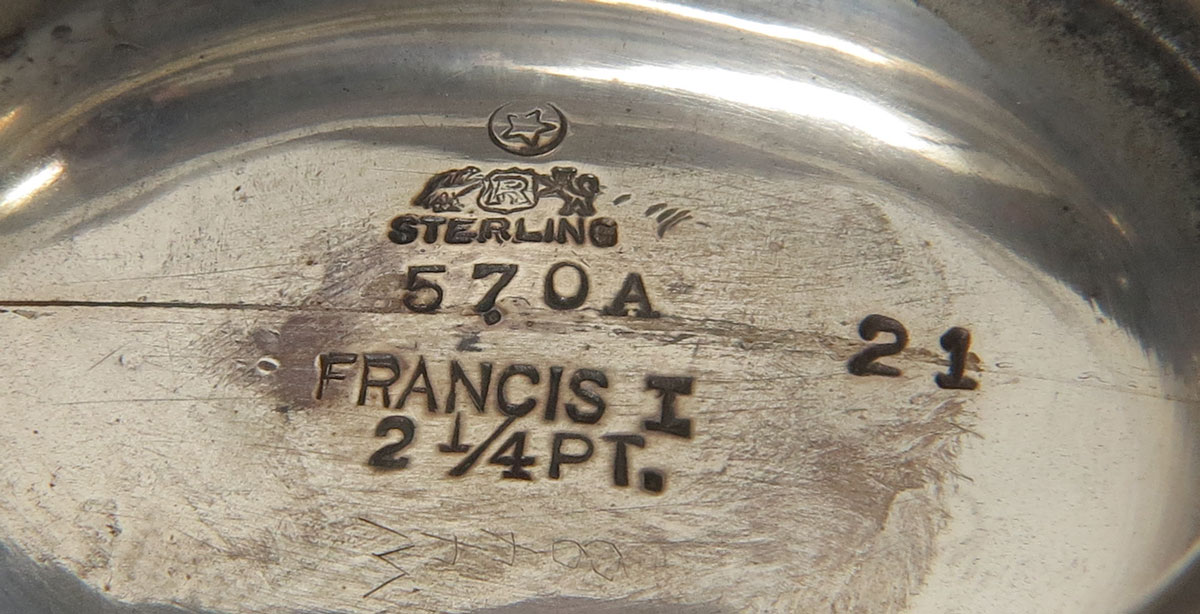 R
STERLING
570A
21
FRANCIS I
2 1/4 PT.